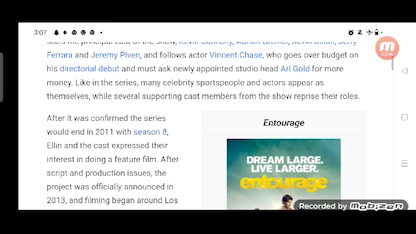 3:07
stars the principal cast of the show, Kevin Connolly, Adrian Grenier, Kevin Dillon, Jerry
Ferrara and Jeremy Piven, and follows actor Vincent Chase, who goes over budget on
his directorial debut and must ask newly appointed studio head Ari Gold for more
money. Like in the series, many celebrity sportspeople and actors appear as
themselves, while several supporting cast members from the show reprise their roles.
After it was confirmed the series
would end in 2011 with season 8,
Ellin and the cast expressed their
interest in doing a feature film. After
script and production issues, the
project was officially announced in
2013, and filming began around Los
Entourage
DREAM LARGE.
LIVE LARGER.
entourage
Recorded by mobizen